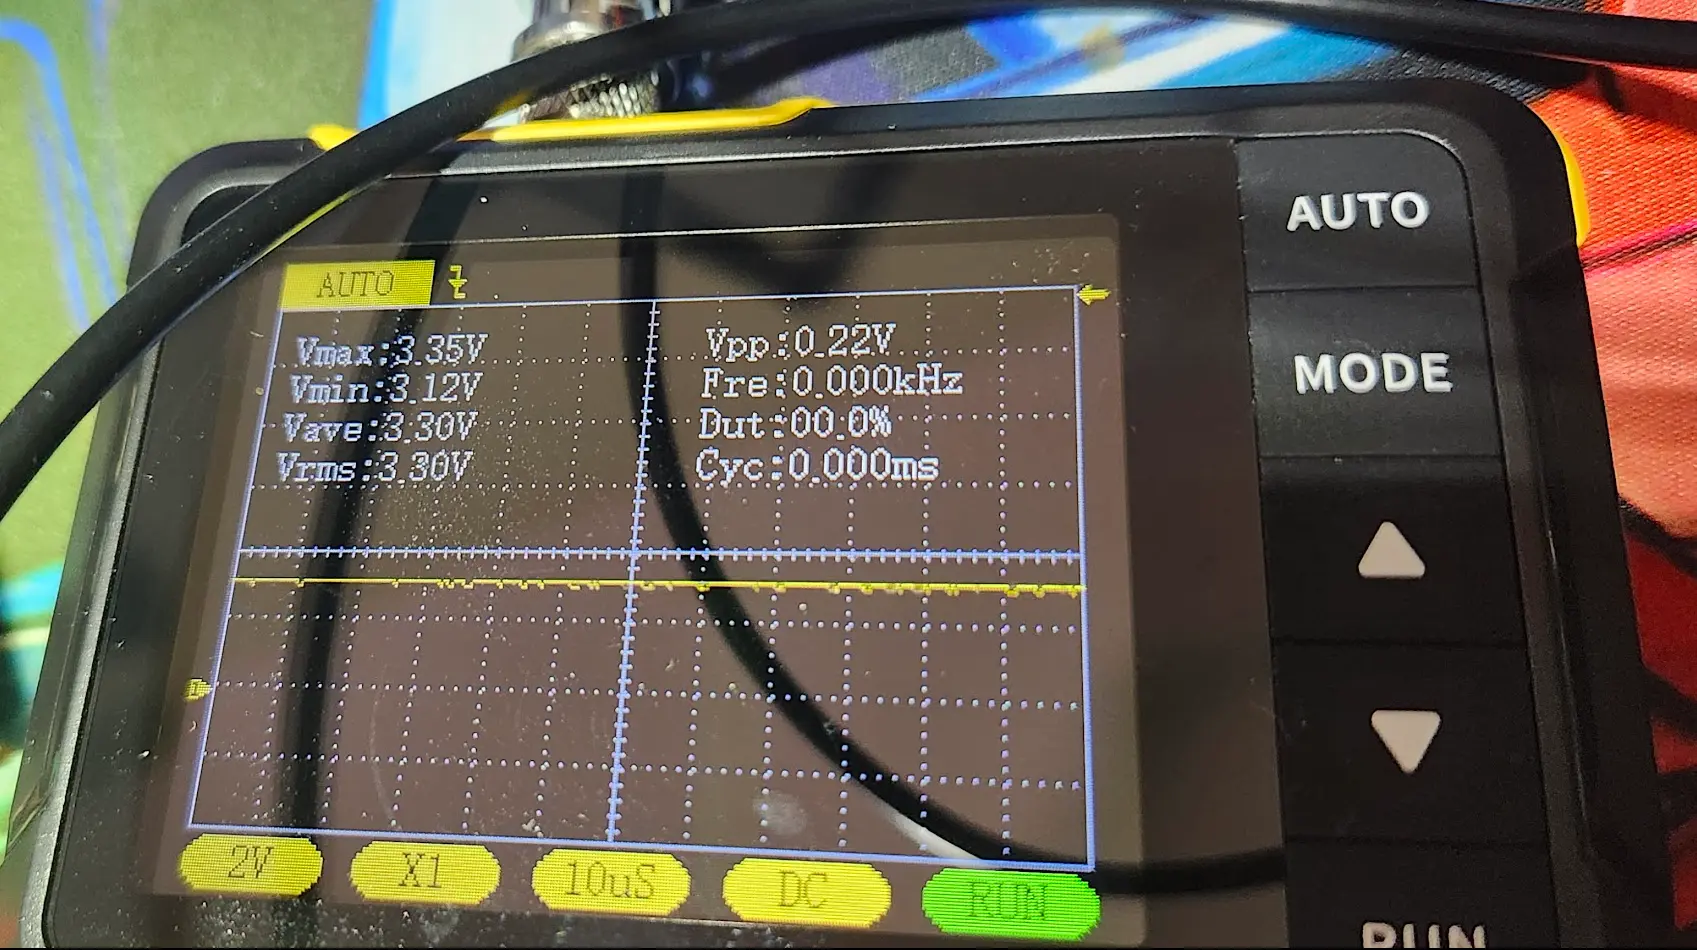 AUTO
Vmax:3.35V
Vmin:3.12V
Vave:3.30V
Vrms:3.30V
Vpp:0.22V
Fre:0.000kHz
Dut:00.0%
Cyc:0.000ms
2V
X1
10uS
DC
RUN
AUTO
MODE
RUN